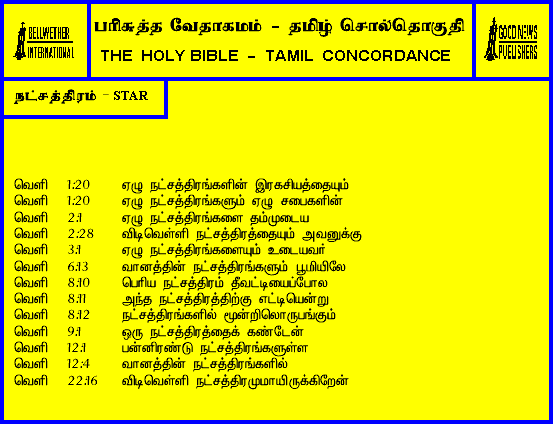 BELLWETHER
INTERNATIONAL
பரிசுத்த வேதாகமம் - தமிழ் சொல்தொகுதி
THE HOLY BIBLE - TAMIL CONCORDANCE
GOOD NEWS
PUBLISHERS
நட்சத்திரம் - STAR
வெளி 1:20 ஏழு நட்சத்திரங்களின் இரகசியத்தையும்
வெளி 1:20 ஏழு நட்சத்திரங்களும் ஏழு சபைகளின்
வெளி 2:1 ஏழு நட்சத்திரங்களை தம்முடைய
வெளி 2:28 விடிவெள்ளி நட்சத்திரத்தையும் அவனுக்கு
வெளி 3:1 ஏழு நட்சத்திரங்களையும் உடையவர்
வெளி 6:13 வானத்தின் நட்சத்திரங்களும் பூமியிலே
வெளி 8:10 பெரிய நட்சத்திரம் தீவட்டியைப்போல
வெளி 8:11 அந்த நட்சத்திரத்திற்கு எட்டியென்று
வெளி 8:12 நட்சத்திரங்களில் மூன்றிலொருபங்கும்
வெளி 9:1 ஒரு நட்சத்திரத்தைக் கண்டேன்
வெளி 12:1 பன்னிரண்டு நட்சத்திரங்களுள்ள
வெளி 12:4 வானத்தின் நட்சத்திரங்களில்
வெளி 22:16 விடிவெள்ளி நட்சத்திரமுமாயிருக்கிறேன்